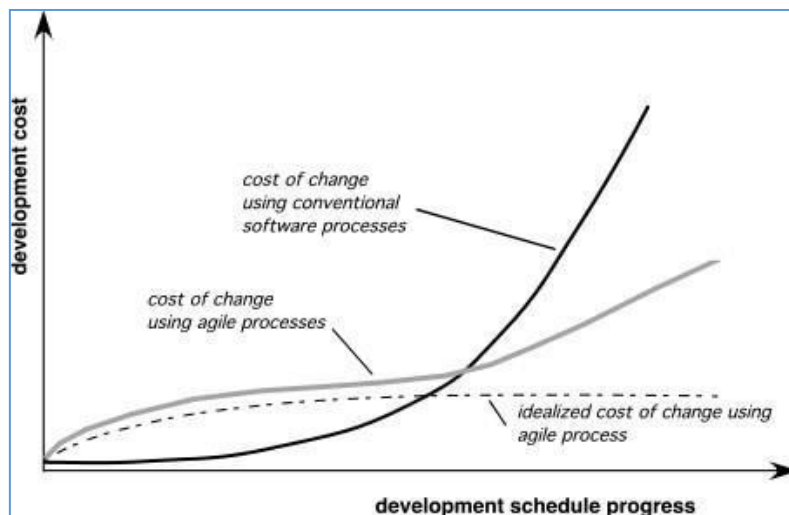 development cost
cost of change
using conventional
software processes
cost of change
using agile processes
idealized cost of change using
agile process
development schedule progress